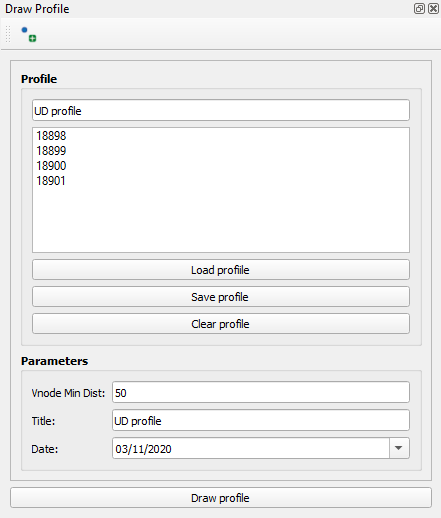 Draw Profile
Profile
UD profile
18898
18899
18900
18901
Load profiile
Save profile
Clear profile
Parameters
Vnode Min Dist: 50
Title: UD profile
Date: 03/11/2020
Draw profile